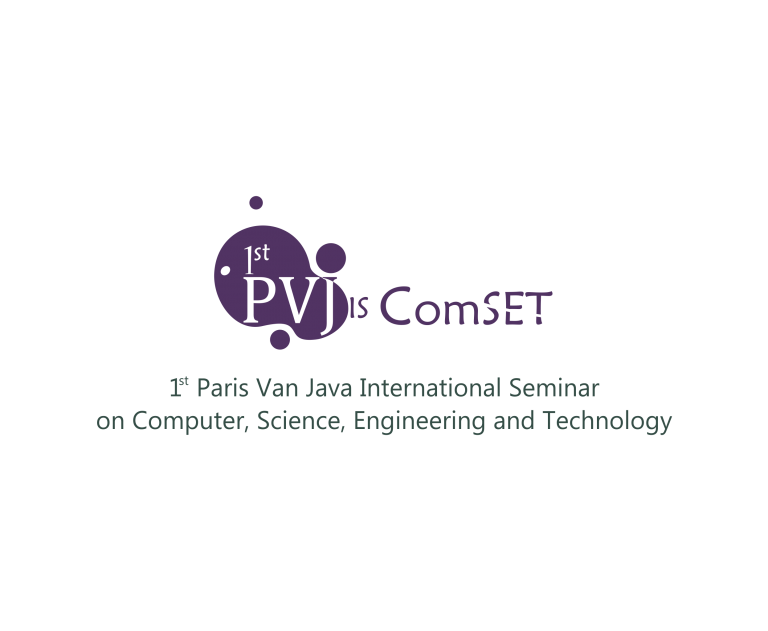 1st
PVJ IS ComSET
1st Paris Van Java International Seminar
on Computer, Science, Engineering and Technology